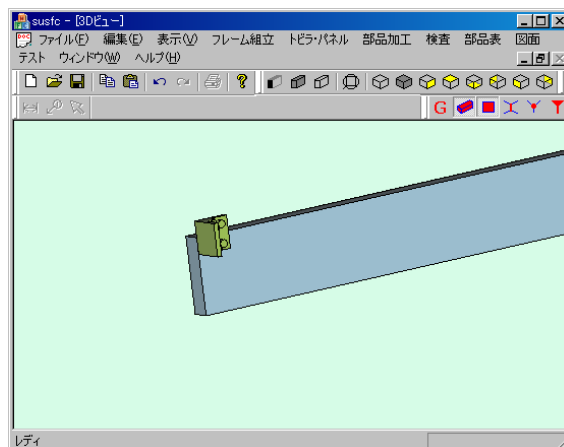 susfc - [3Dビュー]
ファイル(F) 編集(E) 表示(V) フレーム組立 トビラ・パネル 部品加工 検査 部品表 図面
テスト ウィンドウ(W) ヘルプ(H)
G
レディ